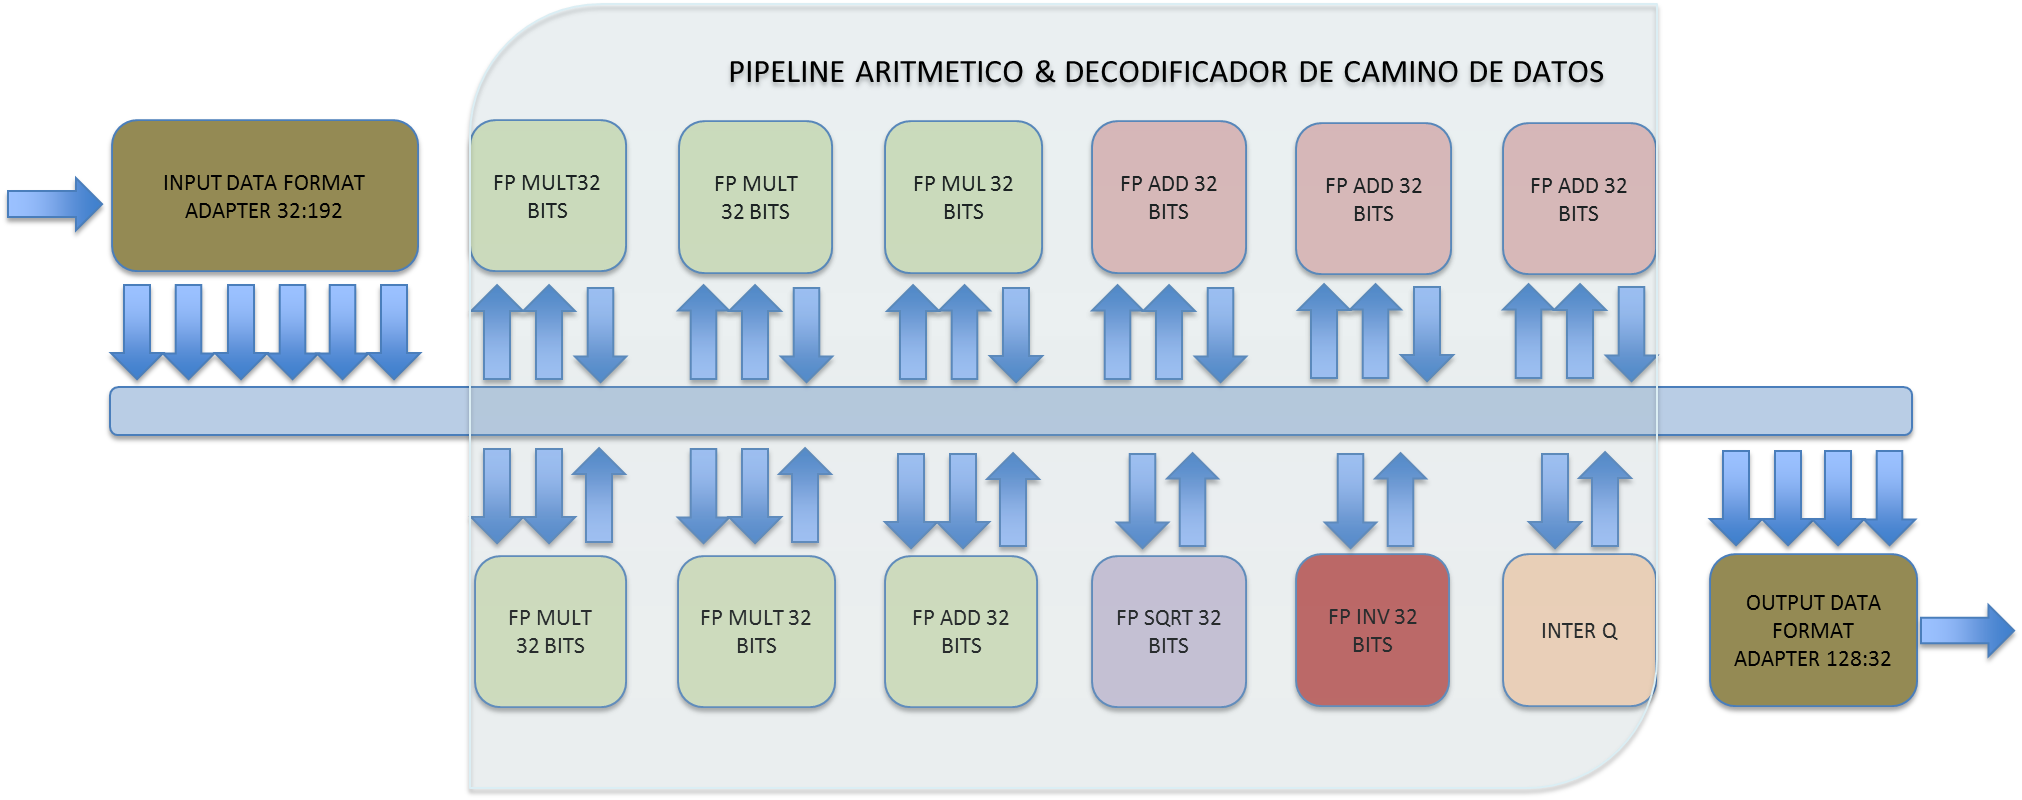 PIPELINE ARITMETICO & DECODIFICADOR DE CAMINO DE DATOS
INPUT DATA FORMAT
ADAPTER 32:192
FP MULT32
BITS
FP MULT
32 BITS
FP MUL 32
BITS
FP ADD 32
BITS
FP ADD 32
BITS
FP ADD 32
BITS
FP MULT
32 BITS
FP MULT 32
BITS
FP ADD 32
BITS
FP SQRT 32
BITS
FP INV 32
BITS
INTER Q
OUTPUT DATA
FORMAT
ADAPTER 128:32